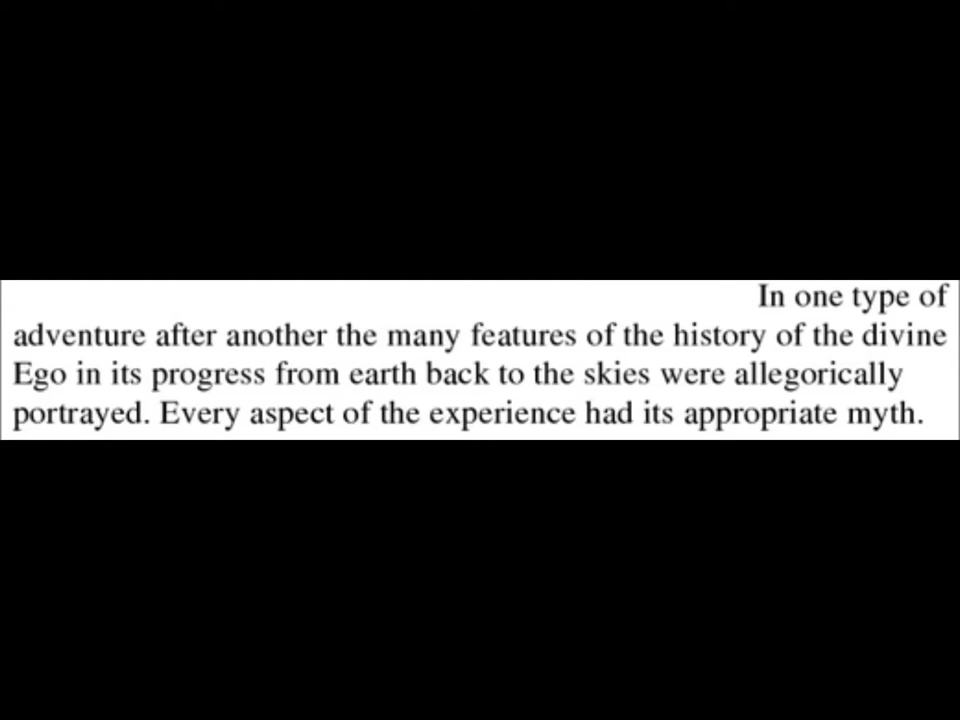 In one type of
adventure after another the many features of the history of the divine
Ego in its progress from earth back to the skies were allegorically
portrayed. Every aspect of the experience had its appropriate myth.